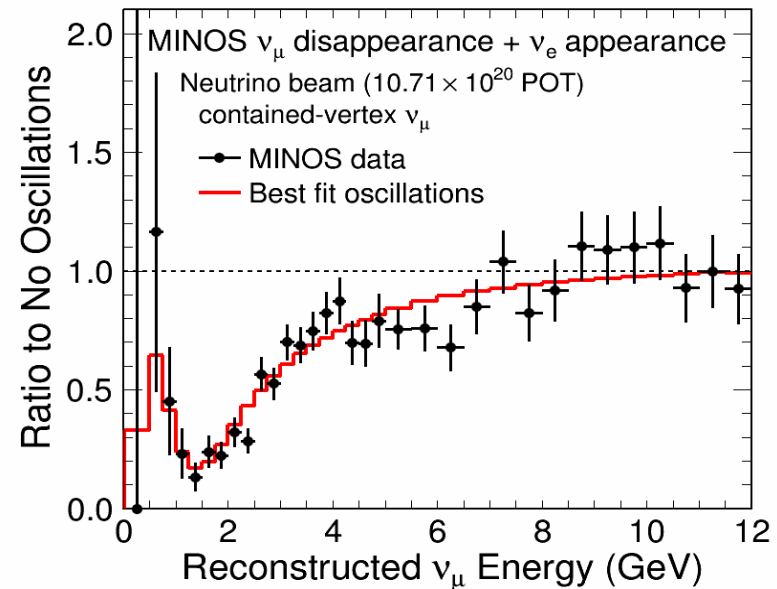 MINOS νμ disappearance + νe appearance
Neutrino beam (10.71 × 10²⁰ POT)
contained-vertex νμ
MINOS data
Best fit oscillations
Ratio to No Oscillations
2.0
1.5
1.0
0.5
0.0
0 2 4 6 8 10 12
Reconstructed νμ Energy (GeV)